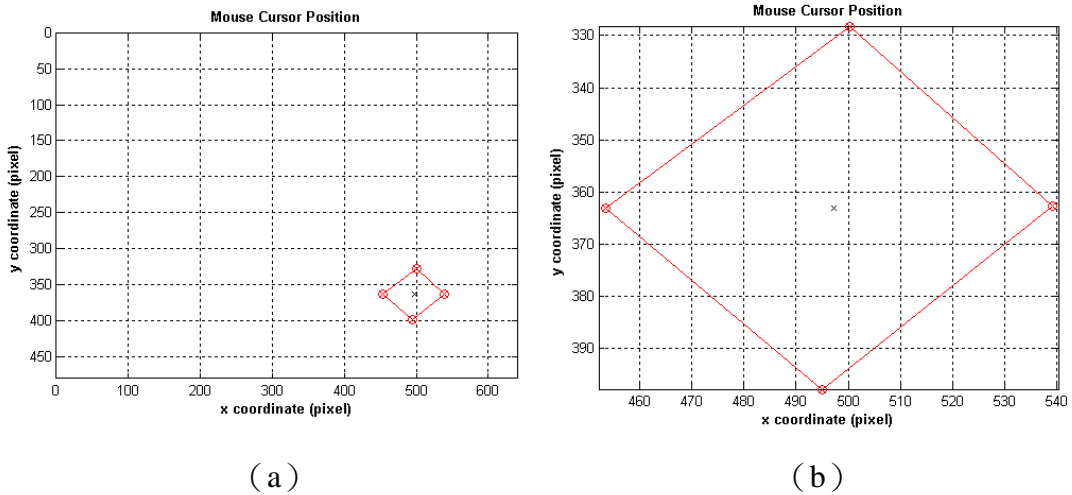 Mouse Cursor Position
0
50
100
150
200
250
300
350
400
450
y coordinate (pixel)
0 100 200 300 400 500 600
x coordinate (pixel)
(a)
Mouse Cursor Position
330
340
350
360
370
380
390
y coordinate (pixel)
460 470 480 490 500 510 520 530 540
x coordinate (pixel)
(b)